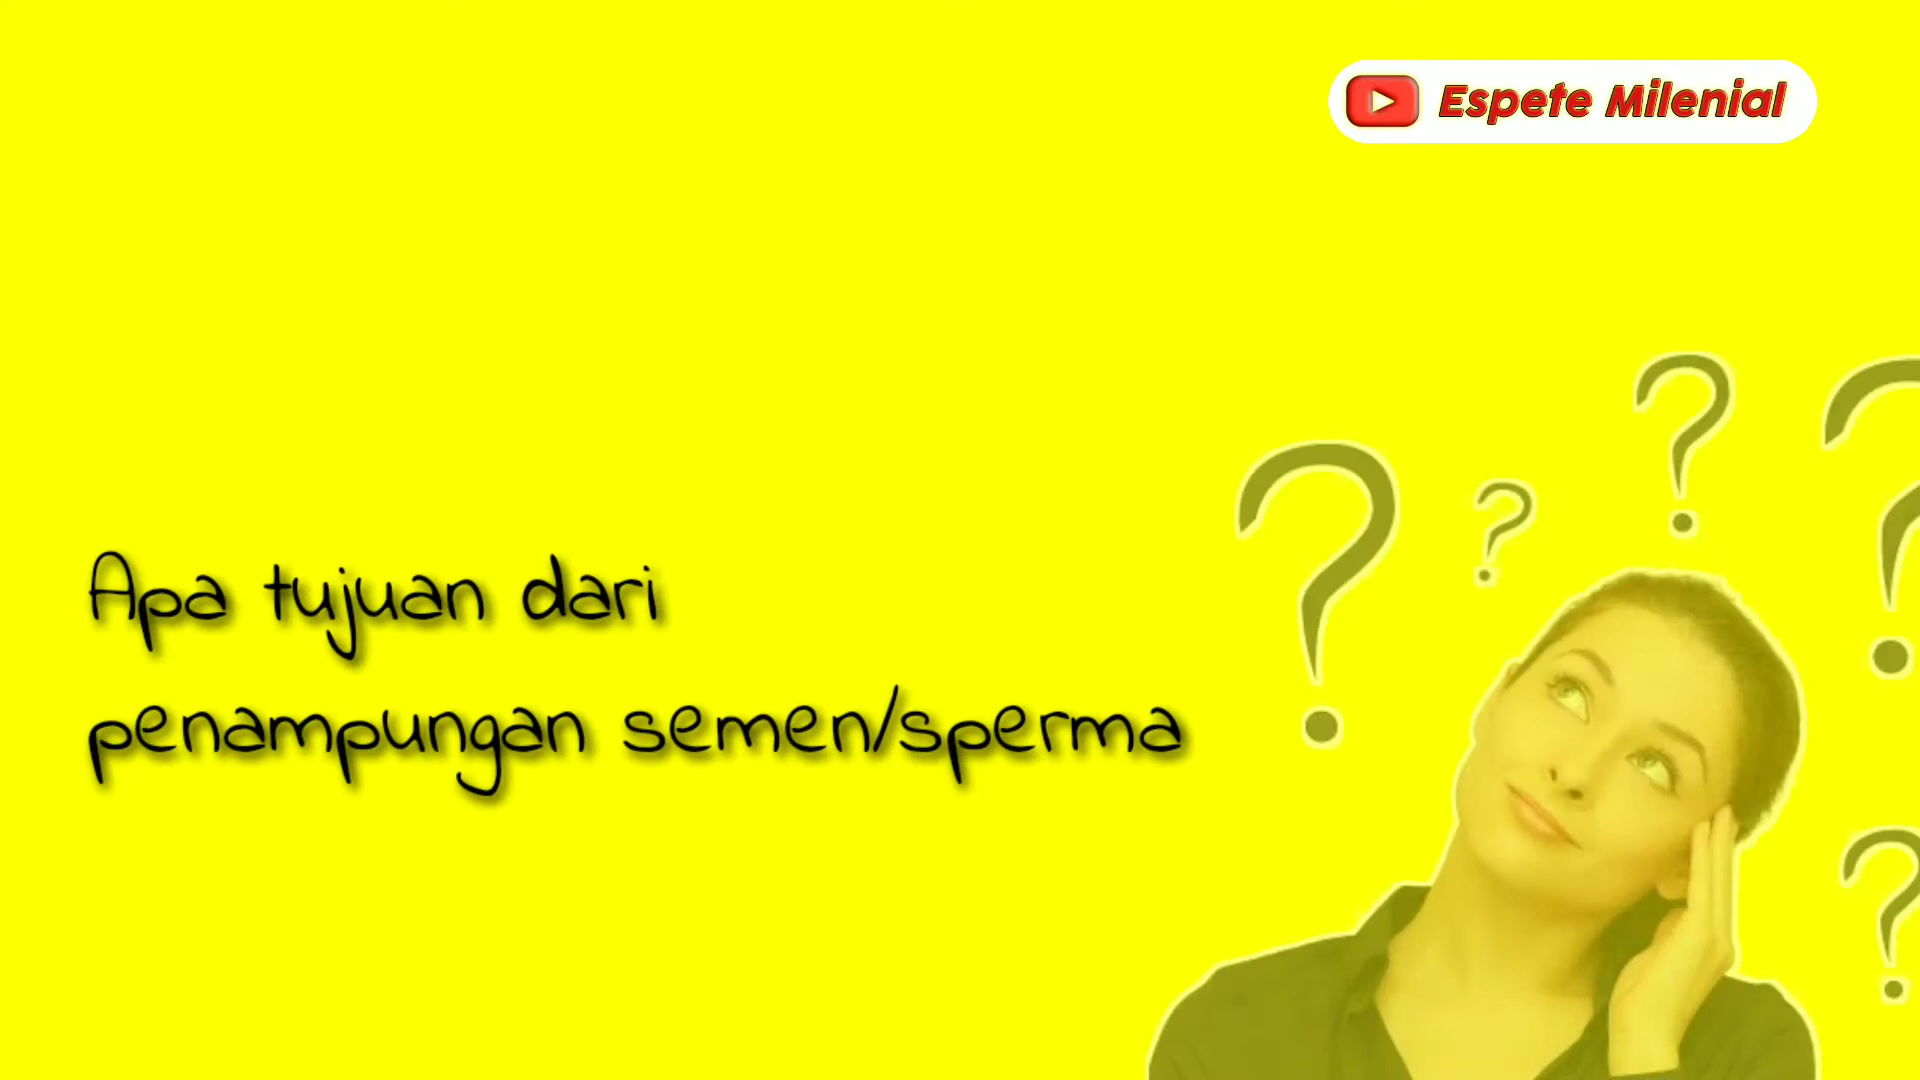 Espete Milenial
? ? ? ? ?
Apa tujuan dari
penampungan semen/sperma